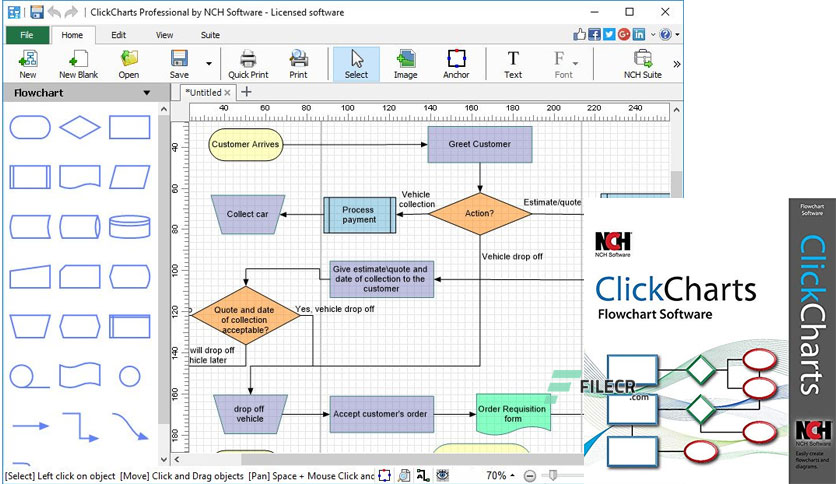 ClickCharts Professional by NCH Software - Licensed software
File Home Edit View Suite
New New Blank Open Save Quick Print Print Select Image Anchor Text Font NCH Suite »
Flowchart
*Untitled
40 60 80 100 120 140 160 180 200 220 240 260
40
60
80
100
120
140
160
180
Customer Arrives
Greet Customer
Collect car
Process
payment
Vehicle
collection
Action?
Estimate/quote
Vehicle drop off
Give estimate\quote and
date of collection to the
customer
Quote and date
of collection
acceptable?
Yes, vehicle drop off
will drop off
hicle later
drop off
vehicle
Accept customer's order
Order Requisition
form
[Select] Left click on object [Move] Click and Drag objects [Pan] Space + Mouse Click and
70%
NCH
NCH Software
ClickCharts
Flowchart Software
FILECR
.com
Flowchart
Software
ClickCharts
NCH
NCH Software
Easily create
flowcharts and
diagrams